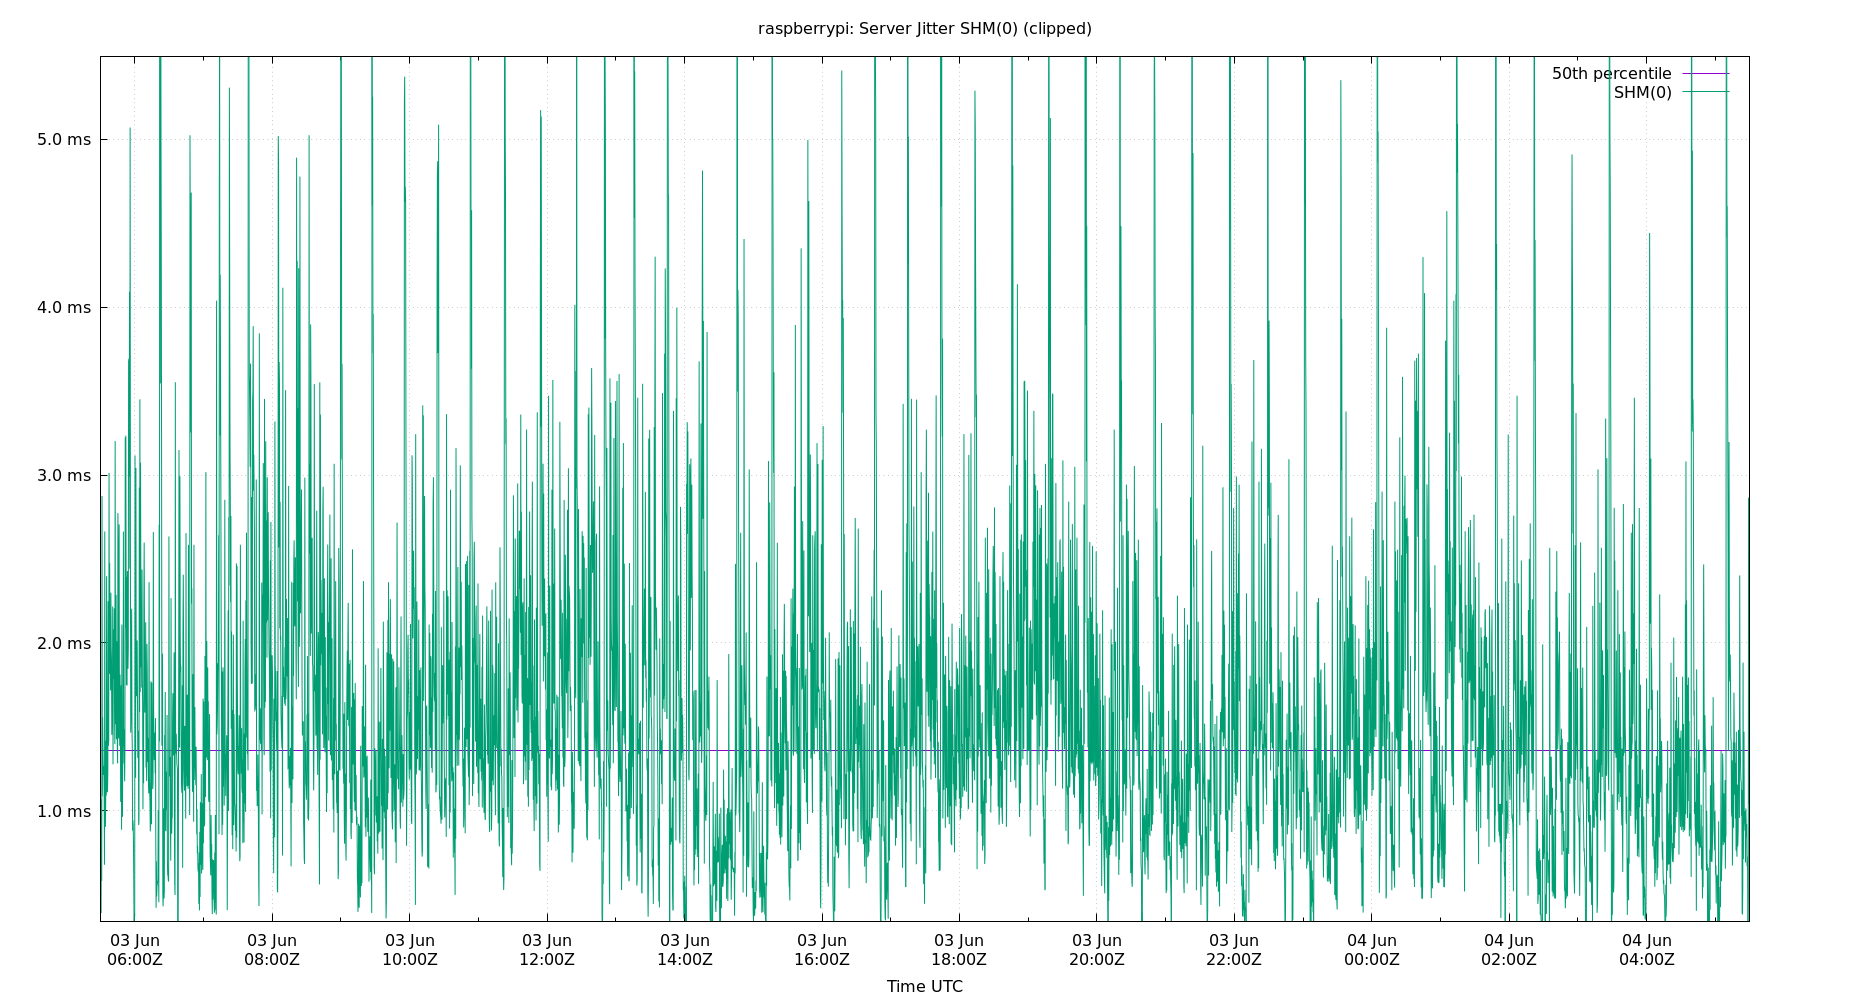 raspberrypi: Server Jitter SHM(0) (clipped)
50th percentile
SHM(0)
5.0 ms
4.0 ms
3.0 ms
2.0 ms
1.0 ms
03 Jun 03 Jun 03 Jun 03 Jun 03 Jun 03 Jun 03 Jun 03 Jun 03 Jun 04 Jun 04 Jun 04 Jun
06:00Z 08:00Z 10:00Z 12:00Z 14:00Z 16:00Z 18:00Z 20:00Z 22:00Z 00:00Z 02:00Z 04:00Z
Time UTC